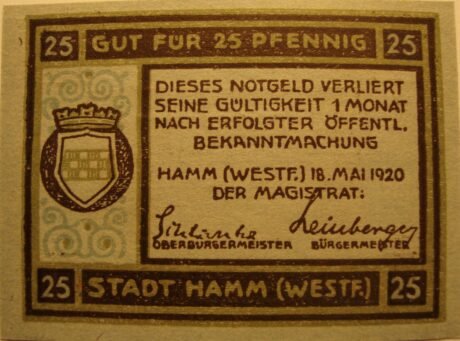 25 GUT FÜR 25 PFENNIG 25
HAMM
DIESES NOTGELD VERLIERT
SEINE GÜLTIGKEIT 1 MONAT
NACH ERFOLGTER ÖFFENTL.
BEKANNTMACHUNG
HAMM (WESTF.) 18. MAI 1920
DER MAGISTRAT:
OBERBÜRGERMEISTER BÜRGERMEISTER
25 STADT HAMM (WESTF.) 25